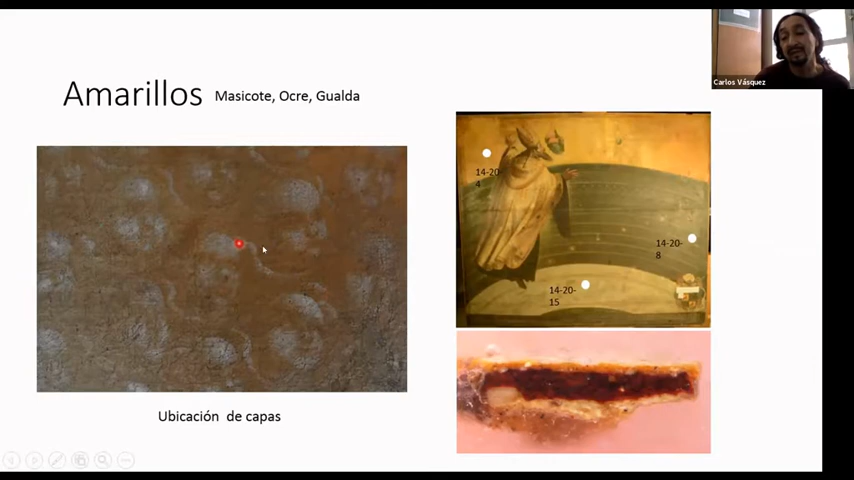 Carlos Vásquez
Amarillos Masicote, Ocre, Gualda
14-20-
4
14-20-
8
14-20-
15
Ubicación de capas